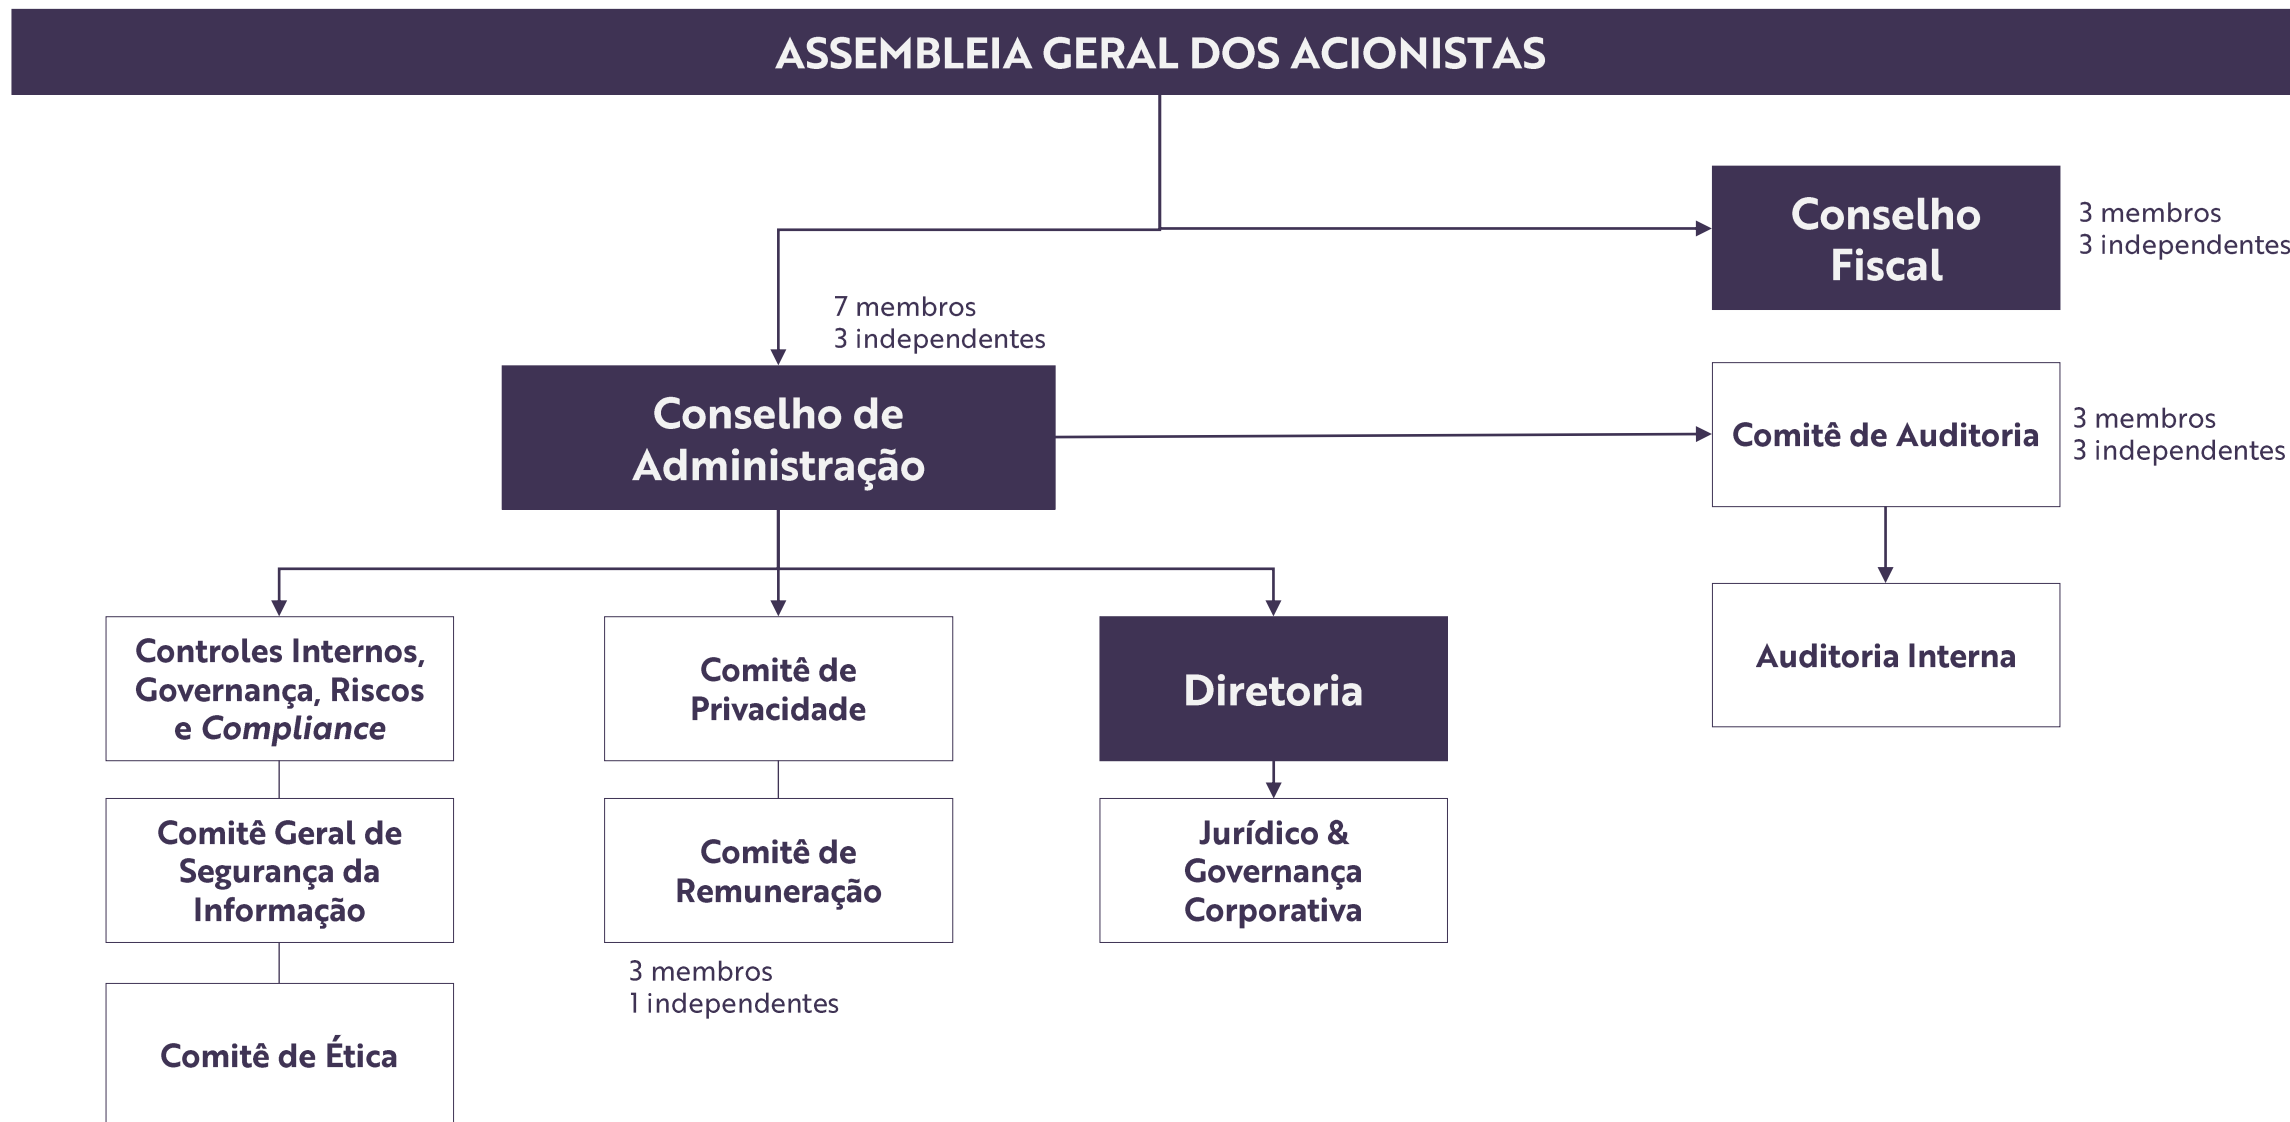 ASSEMBLEIA GERAL DOS ACIONISTAS
Conselho
Fiscal
3 membros
3 independentes
7 membros
3 independentes
Conselho de
Administração
Comitê de Auditoria
3 membros
3 independentes
Controles Internos,
Governança, Riscos
e Compliance
Comitê de
Privacidade
Diretoria
Auditoria Interna
Comitê Geral de
Segurança da
Informação
Comitê de
Remuneração
Jurídico &
Governança
Corporativa
3 membros
1 independentes
Comitê de Ética